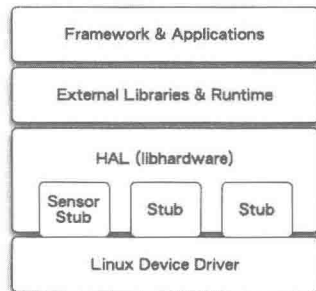 Framework & Applications
External Libraries & Runtime
HAL (libhardware)
Sensor
Stub
Stub
Stub
Linux Device Driver